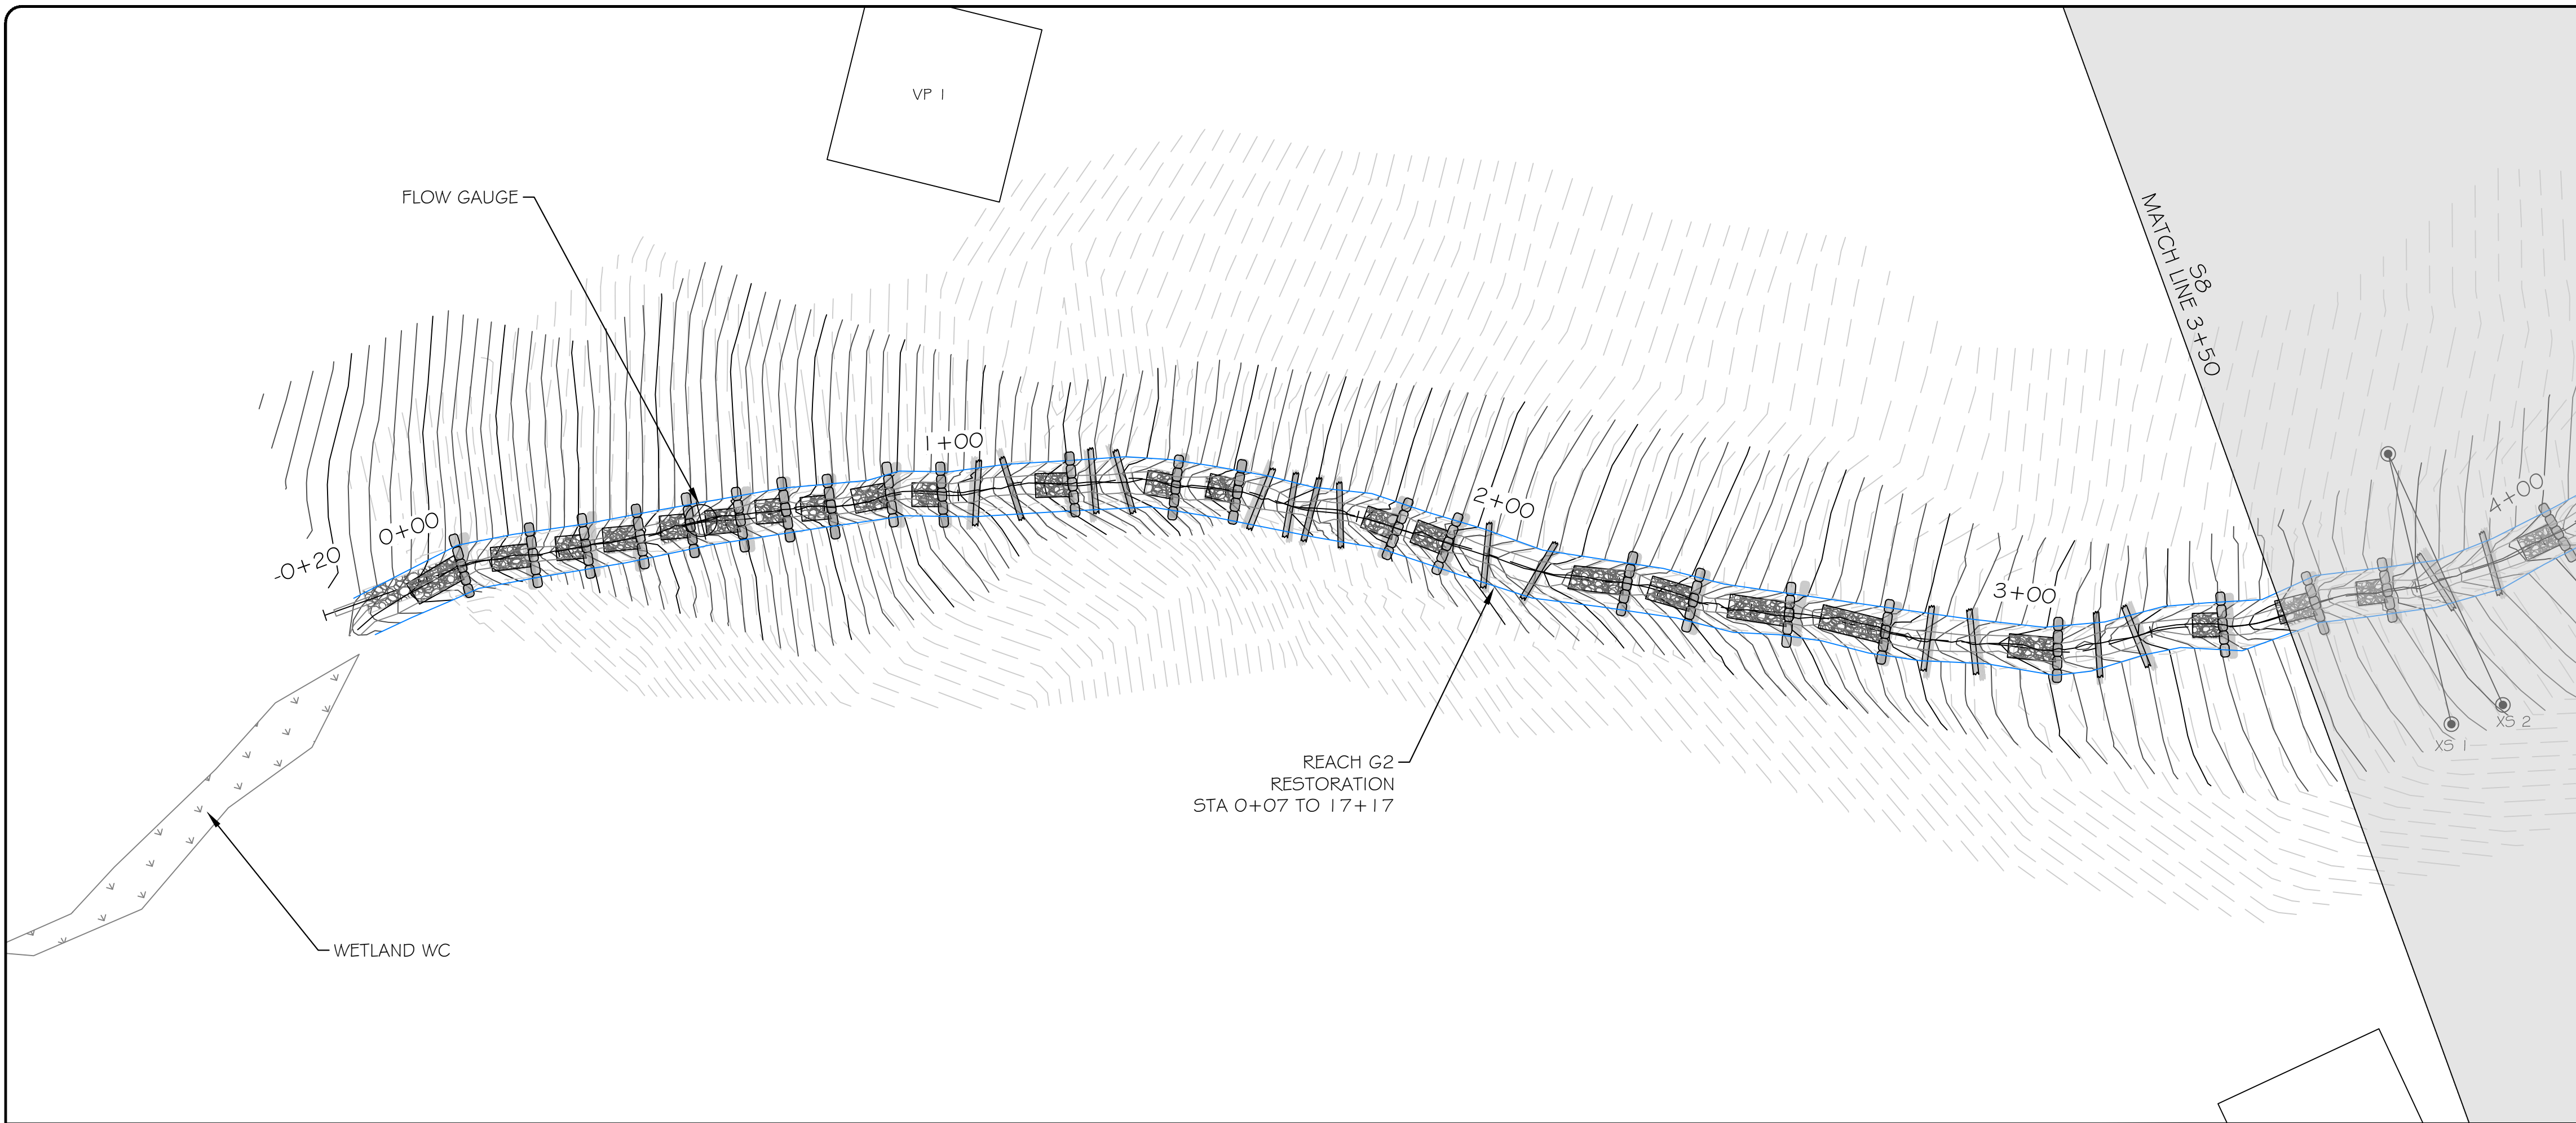 VP 1
FLOW GAUGE
S8
MATCH LINE 3+50
1+00
4+00
2+00
0+00
-0+20
3+00
XS 2
XS 1
REACH G2
RESTORATION
STA 0+07 TO 17+17
WETLAND WC